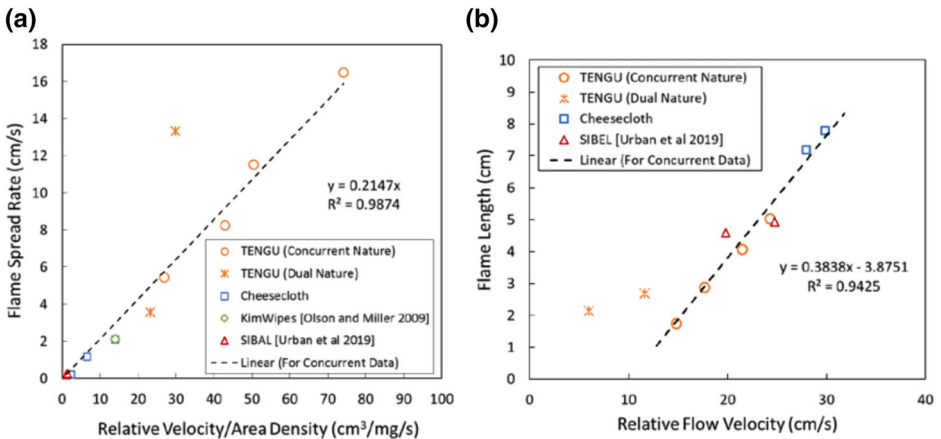 (a)
18
16
14
12
10
8
6
4
2
0
Flame Spread Rate (cm/s)
y = 0.2147x
R² = 0.9874
TENGU (Concurrent Nature)
TENGU (Dual Nature)
Cheesecloth
KimWipes [Olson and Miller 2009]
SIBAL [Urban et al 2019]
Linear (For Concurrent Data)
0 10 20 30 40 50 60 70 80 90 100
Relative Velocity/Area Density (cm³/mg/s)
(b)
10
9
8
7
6
5
4
3
2
1
0
Flame Length (cm)
TENGU (Concurrent Nature)
TENGU (Dual Nature)
Cheesecloth
SIBEL [Urban et al 2019]
Linear (For Concurrent Data)
y = 0.3838x - 3.8751
R² = 0.9425
0 10 20 30 40
Relative Flow Velocity (cm/s)